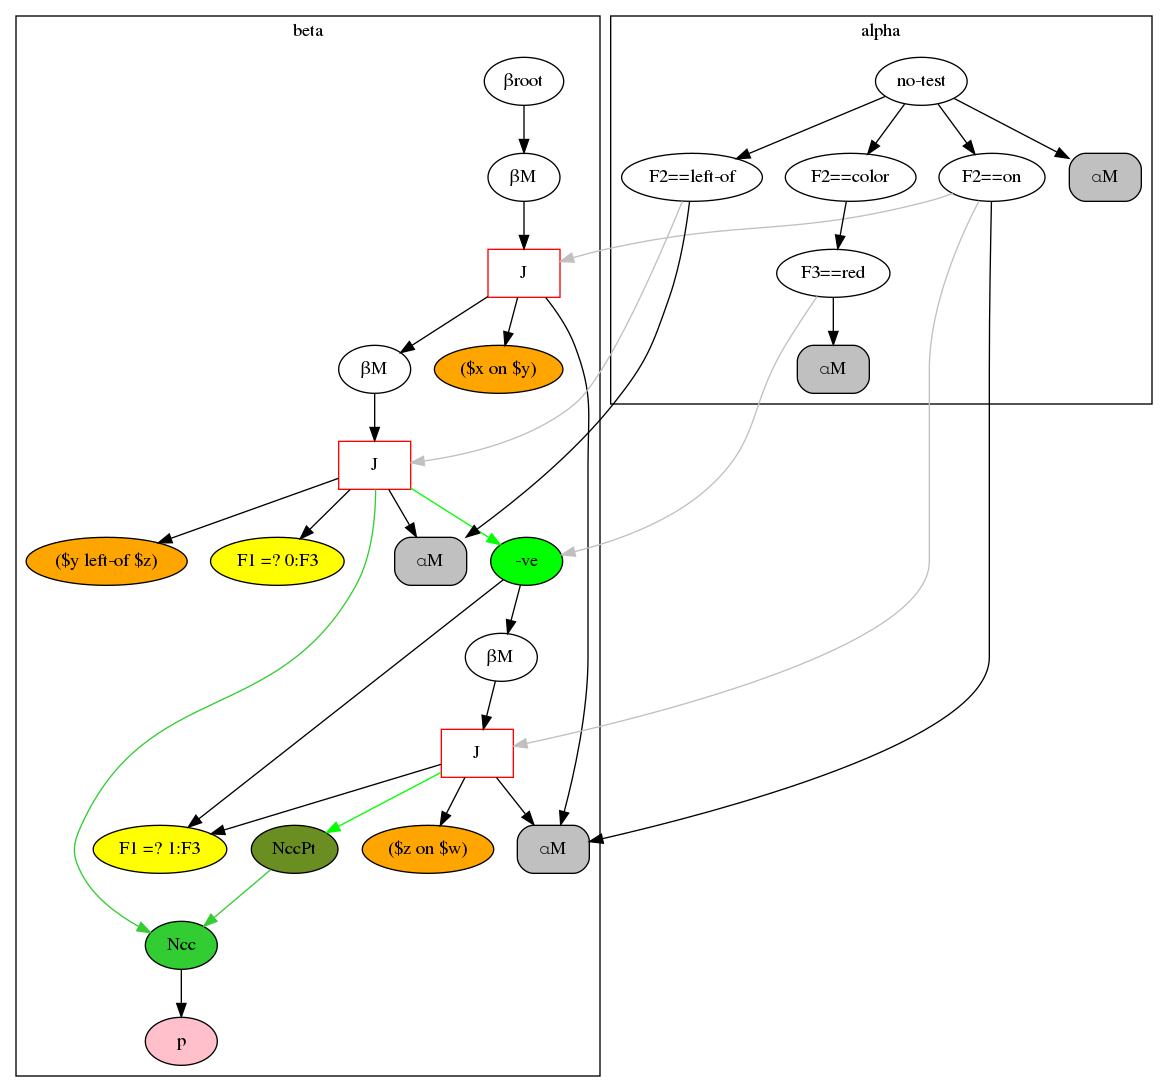 beta
alpha
βroot
no-test
βM
F2==left-of
F2==color
F2==on
αM
J
F3==red
βM
($x on $y)
αM
J
($y left-of $z)
F1 =? 0:F3
αM
-ve
βM
J
F1 =? 1:F3
NccPt
($z on $w)
αM
Ncc
p